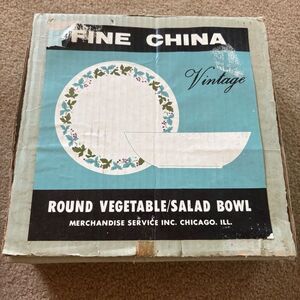 FINE CHINA
Vintage
ROUND VEGETABLE/SALAD BOWL
MERCHANDISE SERVICE INC. CHICAGO. ILL.